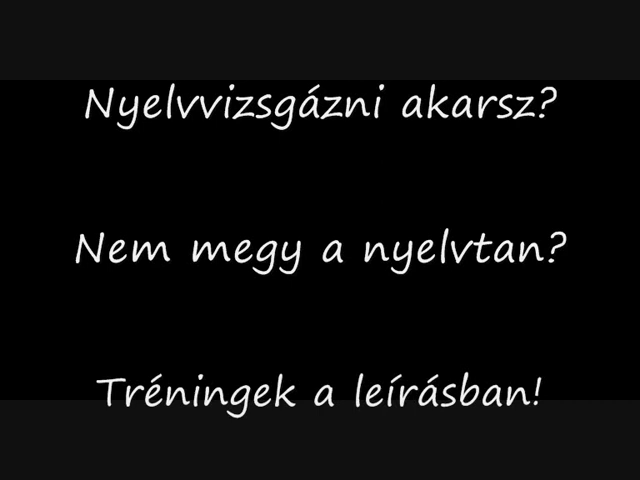 Nyelvvizsgázni akarsz?
Nem megy a nyelvtan?
Tréningek a leírásban!